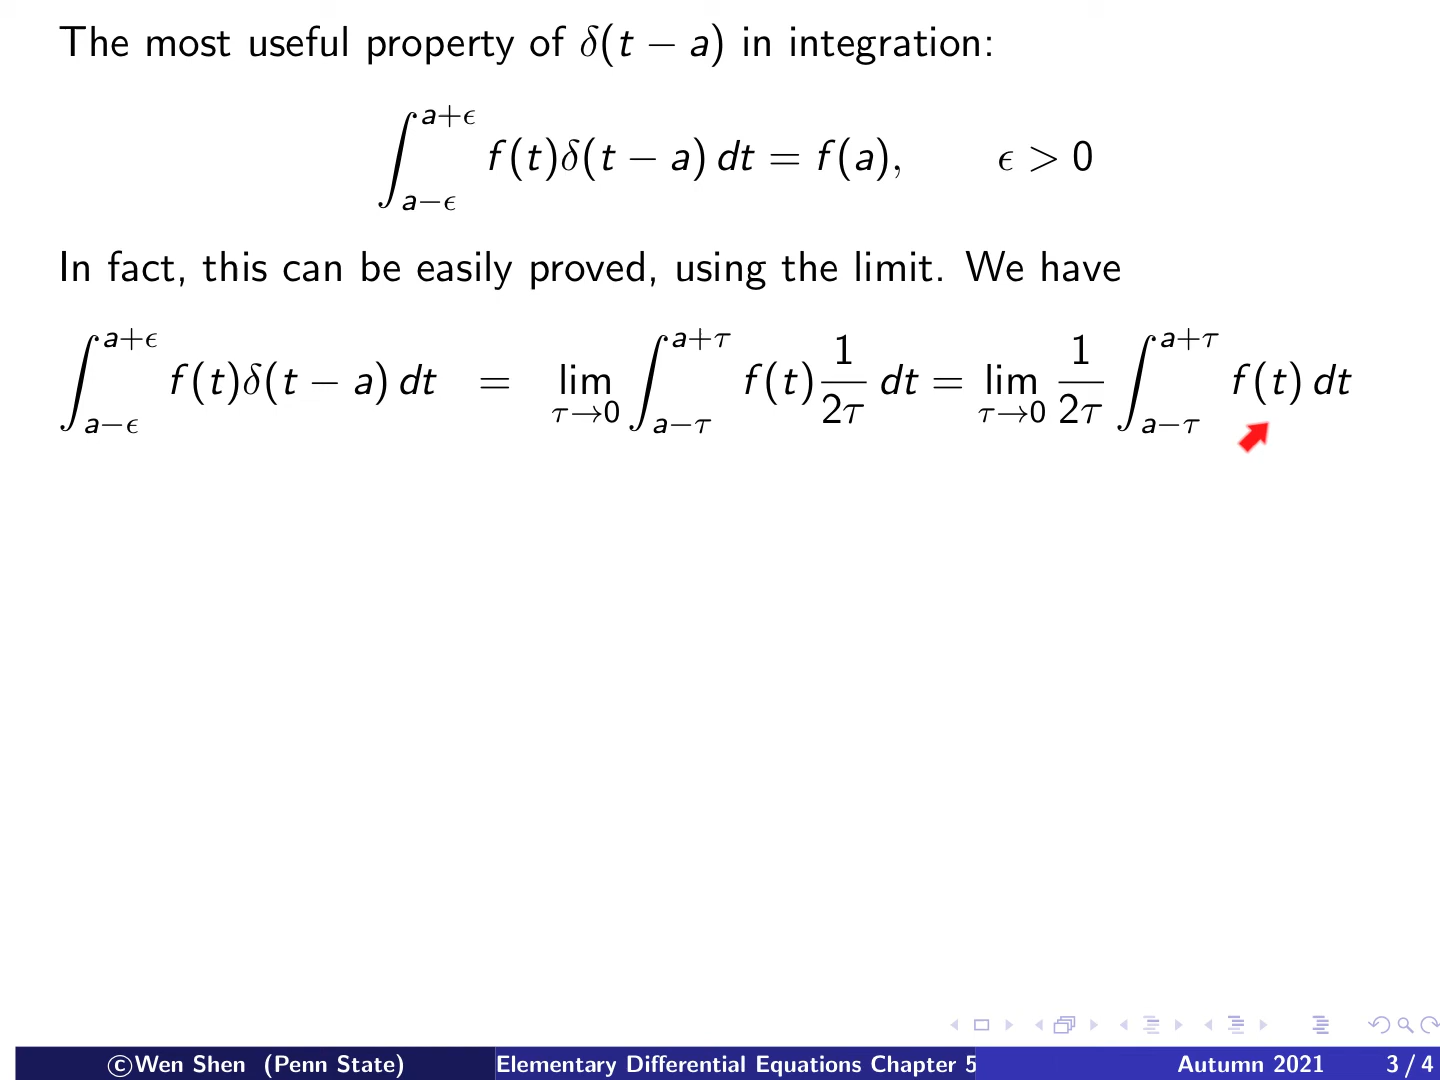 The most useful property of δ(t − a) in integration:
∫_{a−ϵ}^{a+ϵ} f(t)δ(t − a) dt = f(a),    ϵ > 0
In fact, this can be easily proved, using the limit. We have
∫_{a−ϵ}^{a+ϵ} f(t)δ(t − a) dt = lim_{τ→0} ∫_{a−τ}^{a+τ} f(t) \frac{1}{2τ} dt = lim_{τ→0} \frac{1}{2τ} ∫_{a−τ}^{a+τ} f(t) dt
©Wen Shen (Penn State) Elementary Differential Equations Chapter 5 Autumn 2021 3 / 4